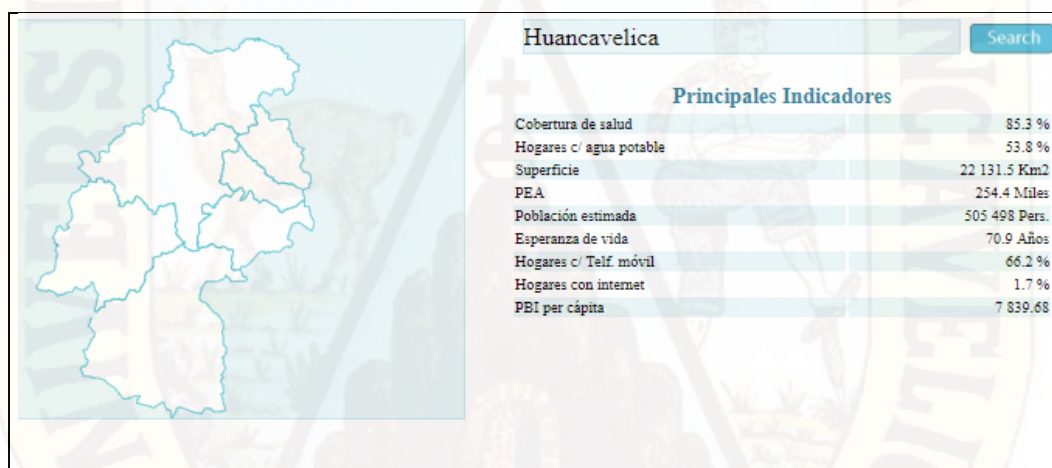 Huancavelica
Search
Principales Indicadores
Cobertura de salud 85.3 %
Hogares c/ agua potable 53.8 %
Superficie 22 131.5 Km2
PEA 254.4 Miles
Población estimada 505 498 Pers.
Esperanza de vida 70.9 Años
Hogares c/ Telf. móvil 66.2 %
Hogares con internet 1.7 %
PBI per cápita 7 839.68